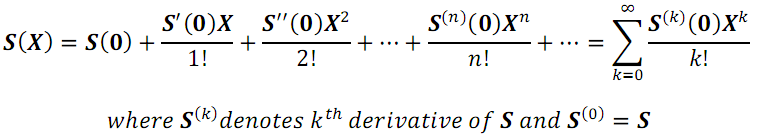 S(X) = S(0) + S′(0)X/1! + S′′(0)X²/2! + ⋯ + S⁽ⁿ⁾(0)Xⁿ/n! + ⋯ = ∑_{k=0}^{∞} S⁽ᵏ⁾(0)Xᵏ/k!
where S⁽ᵏ⁾denotes kᵗʰ derivative of S and S⁽⁰⁾ = S